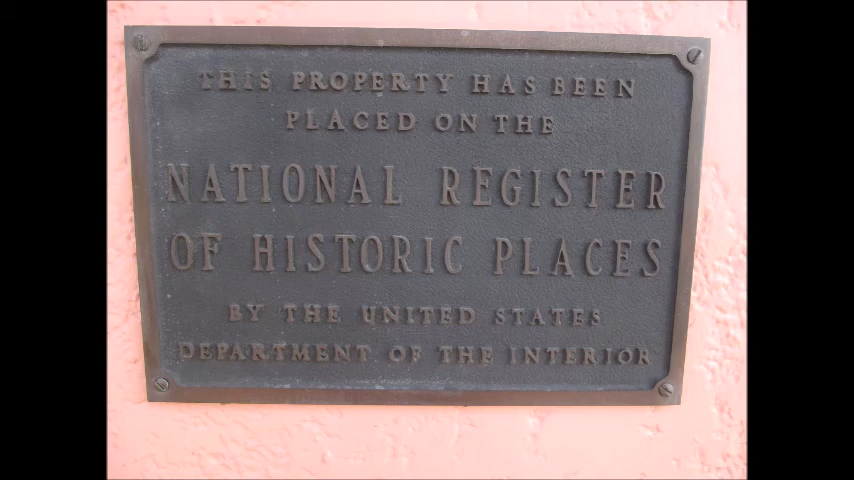 THIS PROPERTY HAS BEEN
PLACED ON THE
NATIONAL REGISTER
OF HISTORIC PLACES
BY THE UNITED STATES
DEPARTMENT OF THE INTERIOR